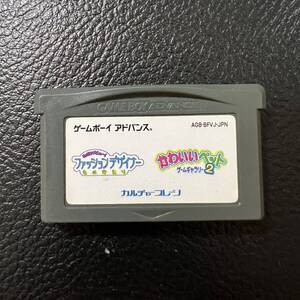 GAME BOY ADVANCE
ゲームボーイ アドバンス®
AGB-BFVJ-JPN
ファッションデザイナー
かわいいペット
ゲームギャラリー2
カルチャーブレーン